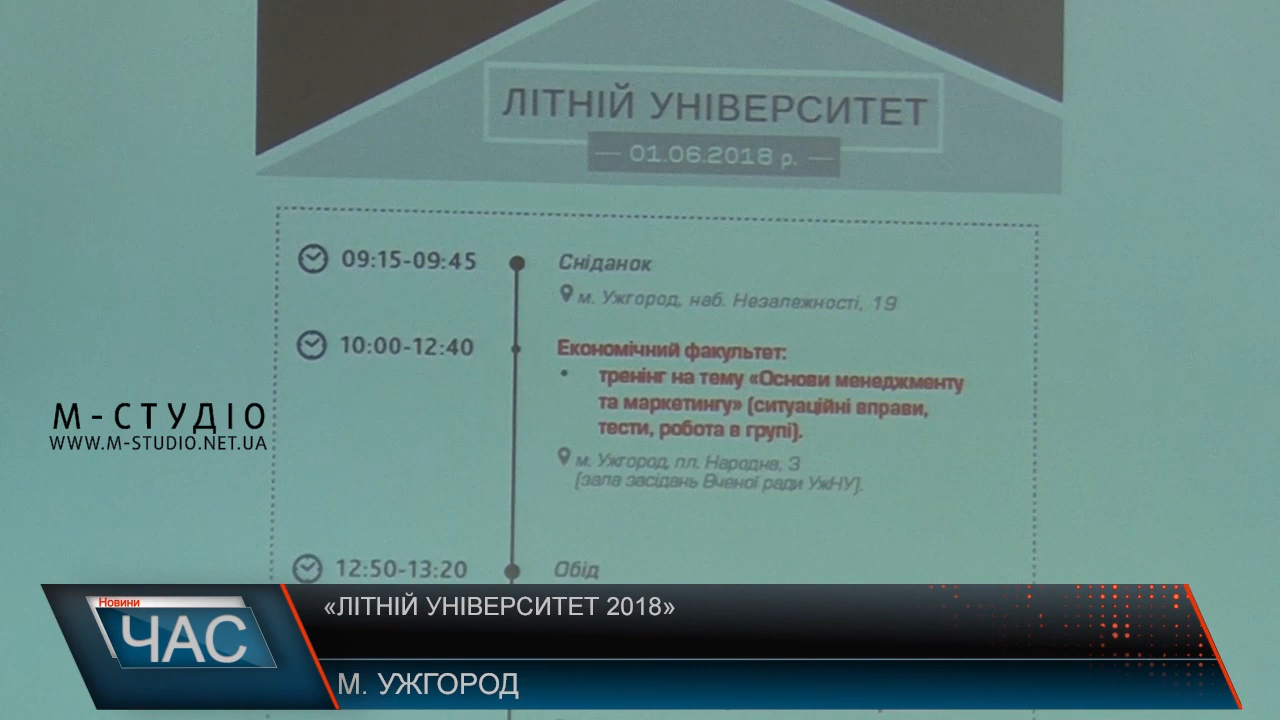 ЛІТНІЙ УНІВЕРСИТЕТ
— 01.06.2018 р. —
09:15-09:45
Сніданок
м. Ужгород, наб. Незалежності, 19
10:00-12:40
Економічний факультет:
• тренінг на тему «Основи менеджменту
та маркетингу» (ситуаційні вправи,
тести, робота в групі).
м. Ужгород, пл. Народна, 3
(зала засідань Вченої ради УжНУ).
12:50-13:20
Обід
М-СТУДІО
WWW.M-STUDIO.NET.UA
Новини
ЧАС
«ЛІТНІЙ УНІВЕРСИТЕТ 2018»
М. УЖГОРОД